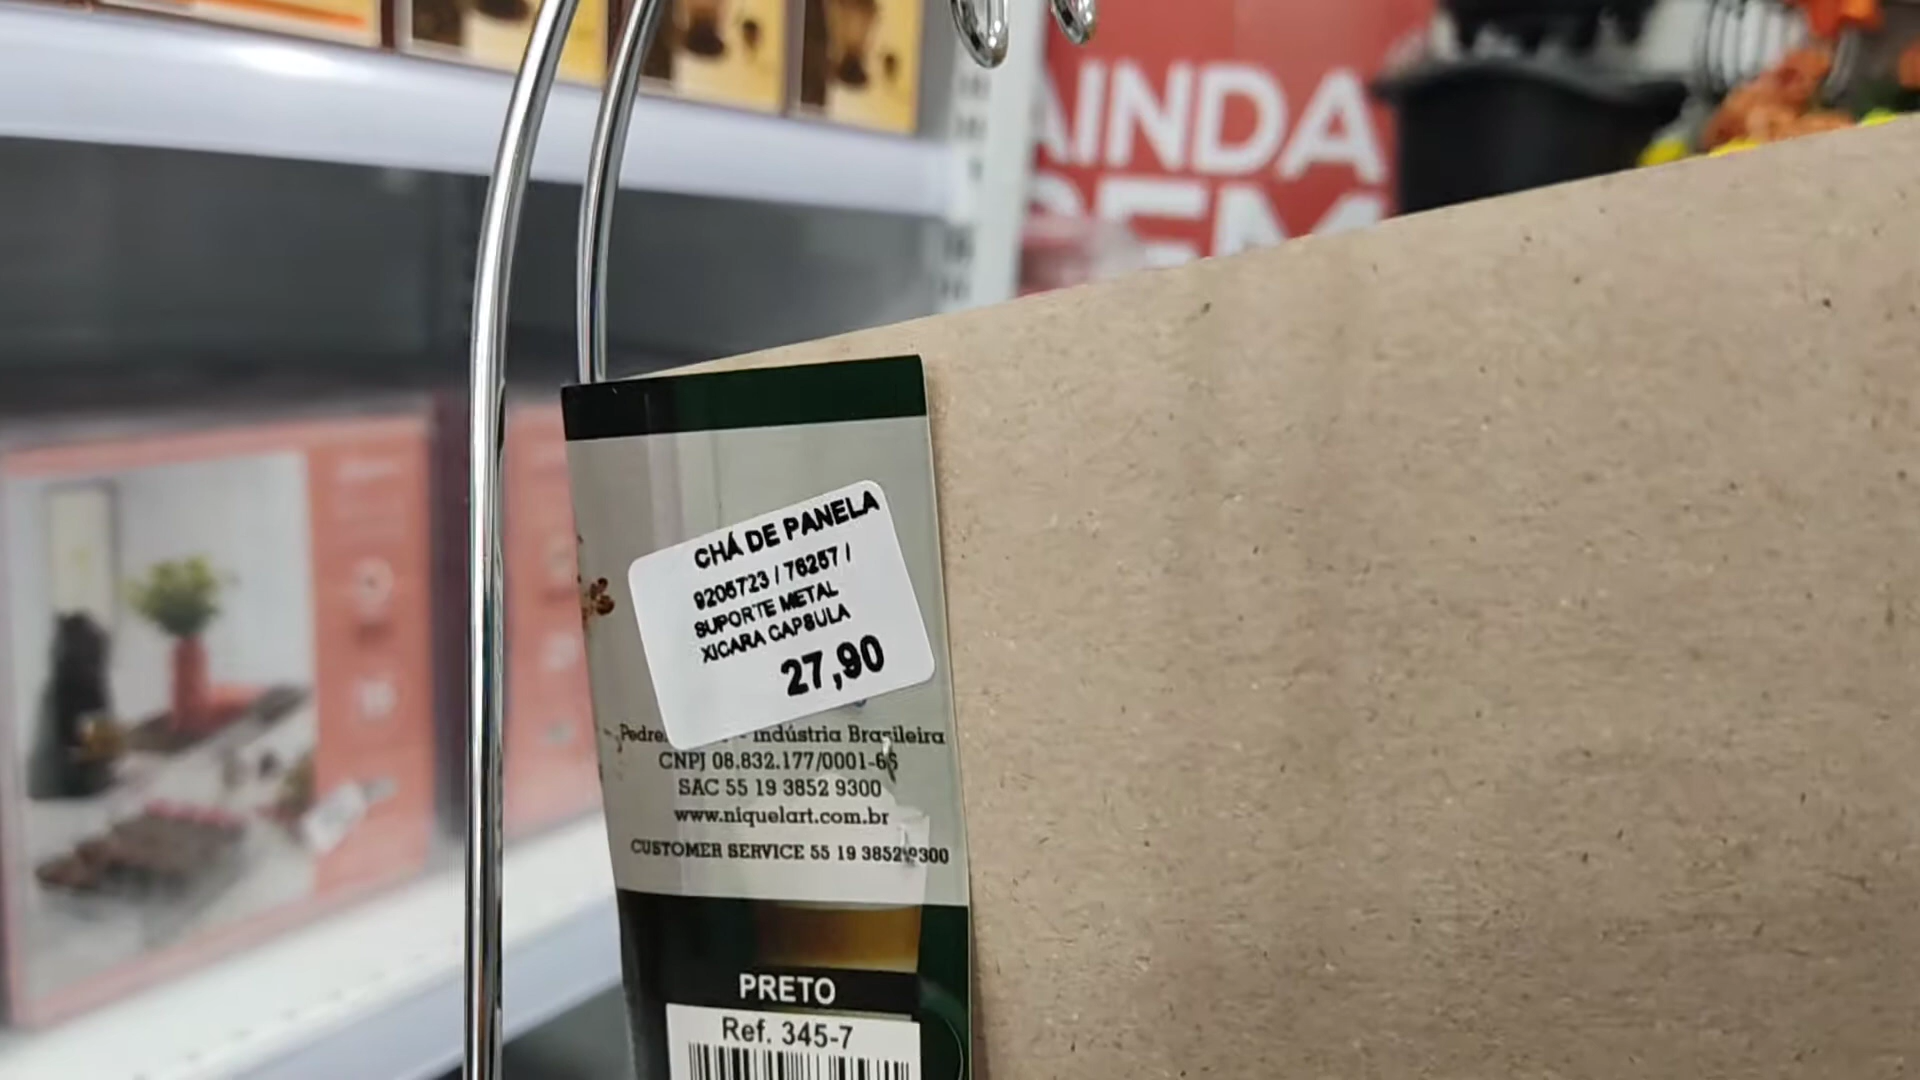 AINDA
CHÁ DE PANELA
9205723 / 76257 /
SUPORTE METAL
XICARA CAPSULA
27,90
Indústria Brasileira
CNPJ 08.832.177/0001-65
SAC 55 19 3852 9300
www.niquelart.com.br
CUSTOMER SERVICE 55 19 3852 9300
PRETO
Ref. 345-7